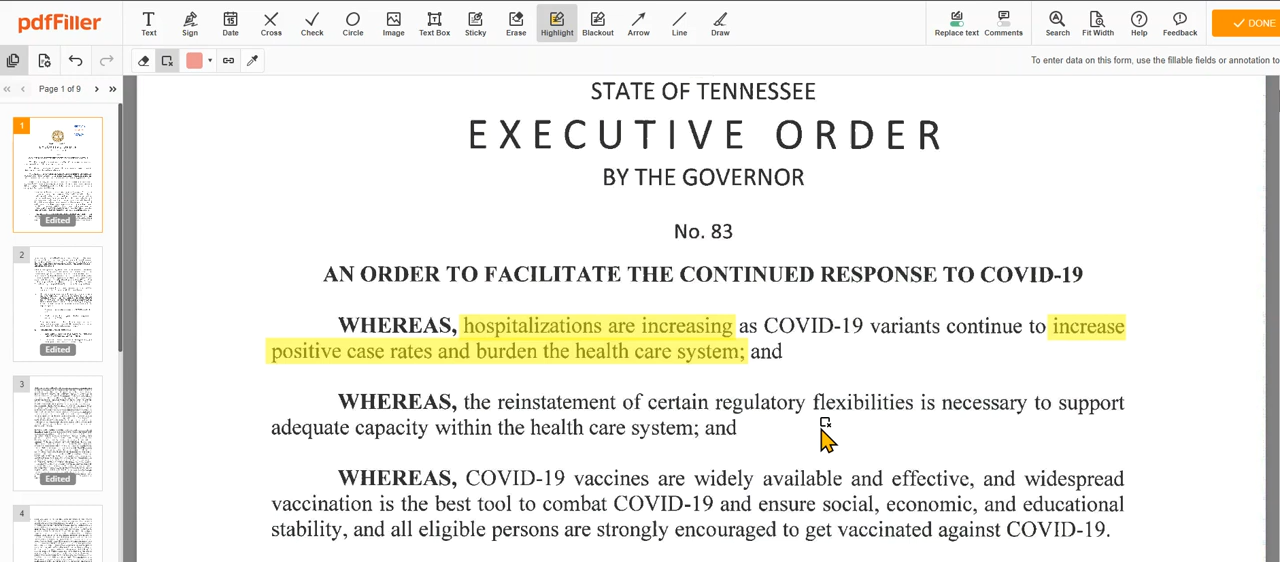 pdfFiller
Text
Sign
Date
Cross
Check
Circle
Image
Text Box
Sticky
Erase
Highlight
Blackout
Arrow
Line
Draw
Replace text
Comments
Search
Fit Width
Help
Feedback
DONE
To enter data on this form, use the fillable fields or annotation to
Page 1 of 9
1
Edited
2
Edited
3
Edited
4
STATE OF TENNESSEE
EXECUTIVE ORDER
BY THE GOVERNOR
No. 83
AN ORDER TO FACILITATE THE CONTINUED RESPONSE TO COVID-19
WHEREAS, hospitalizations are increasing as COVID-19 variants continue to increase
positive case rates and burden the health care system; and
WHEREAS, the reinstatement of certain regulatory flexibilities is necessary to support
adequate capacity within the health care system; and
WHEREAS, COVID-19 vaccines are widely available and effective, and widespread
vaccination is the best tool to combat COVID-19 and ensure social, economic, and educational
stability, and all eligible persons are strongly encouraged to get vaccinated against COVID-19.